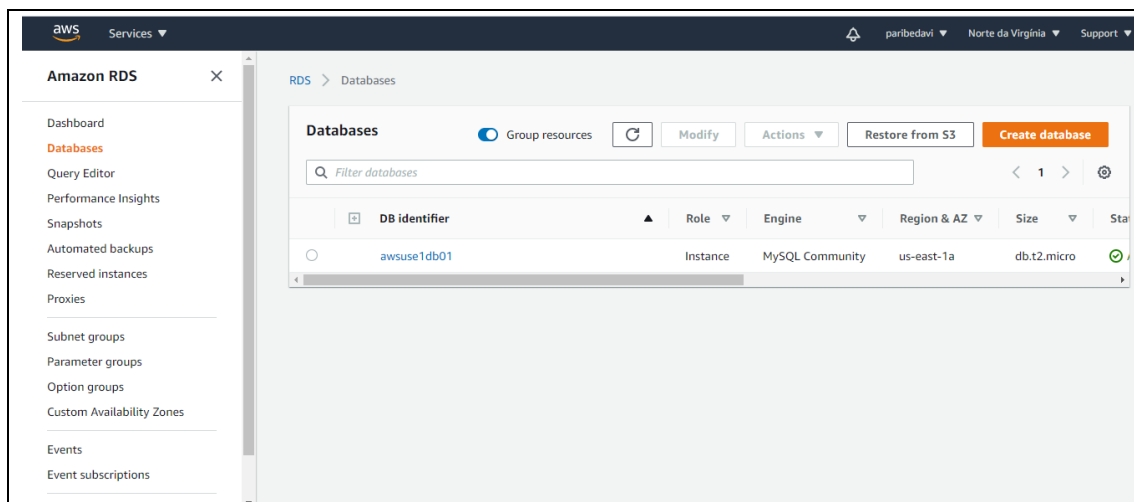 aws Services ▼ paribedavi ▼ Norte da Virgínia ▼ Support ▼
Amazon RDS ×
Dashboard
Databases
Query Editor
Performance Insights
Snapshots
Automated backups
Reserved instances
Proxies
Subnet groups
Parameter groups
Option groups
Custom Availability Zones
Events
Event subscriptions
RDS > Databases
Databases Group resources Modify Actions ▼ Restore from S3 Create database
Filter databases < 1 >
DB identifier ▲ Role ▽ Engine ▽ Region & AZ ▽ Size ▽
awsuse1db01 Instance MySQL Community us-east-1a db.t2.micro